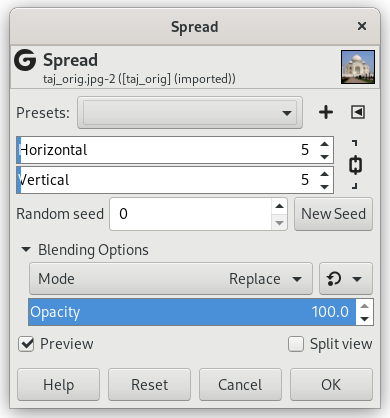 Spread
Spread
taj_orig.jpg-2 ([taj_orig] (imported))
Presets:
Horizontal 5
Vertical 5
Random seed 0 New Seed
Blending Options
Mode Replace
Opacity 100.0
Preview Split view
Help Reset Cancel OK